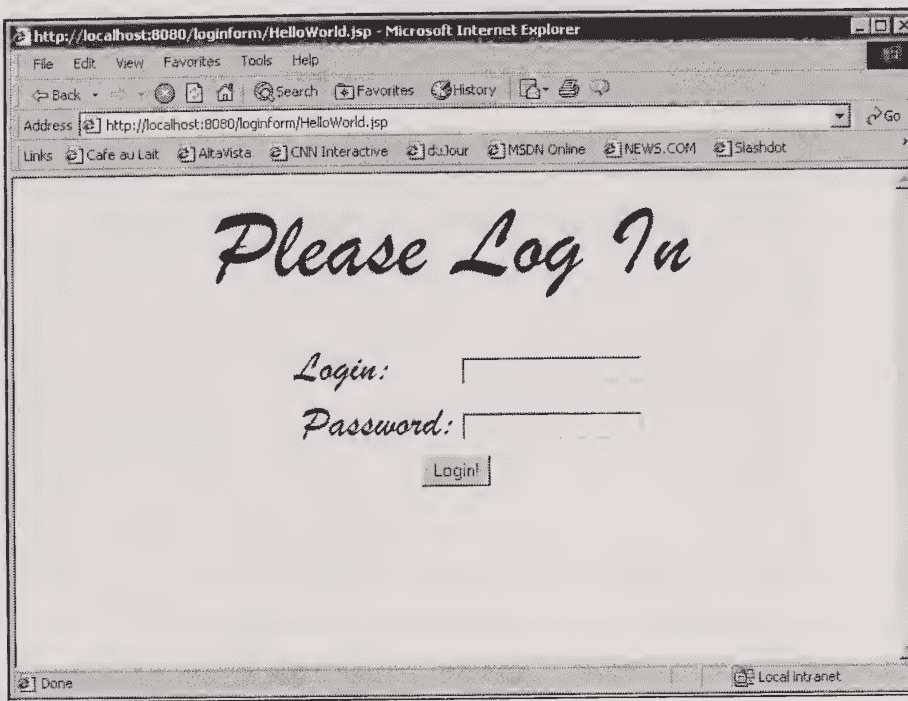 http://localhost:8080/loginform/HelloWorld.jsp - Microsoft Internet Explorer
File Edit View Favorites Tools Help
Back Search Favorites History
Address http://localhost:8080/loginform/HelloWorld.jsp Go
Links Cafe au Lait AltaVista CNN Interactive duJour MSDN Online NEWS.COM Slashdot
Please Log In
Login:
Password:
Login!
Done Local intranet